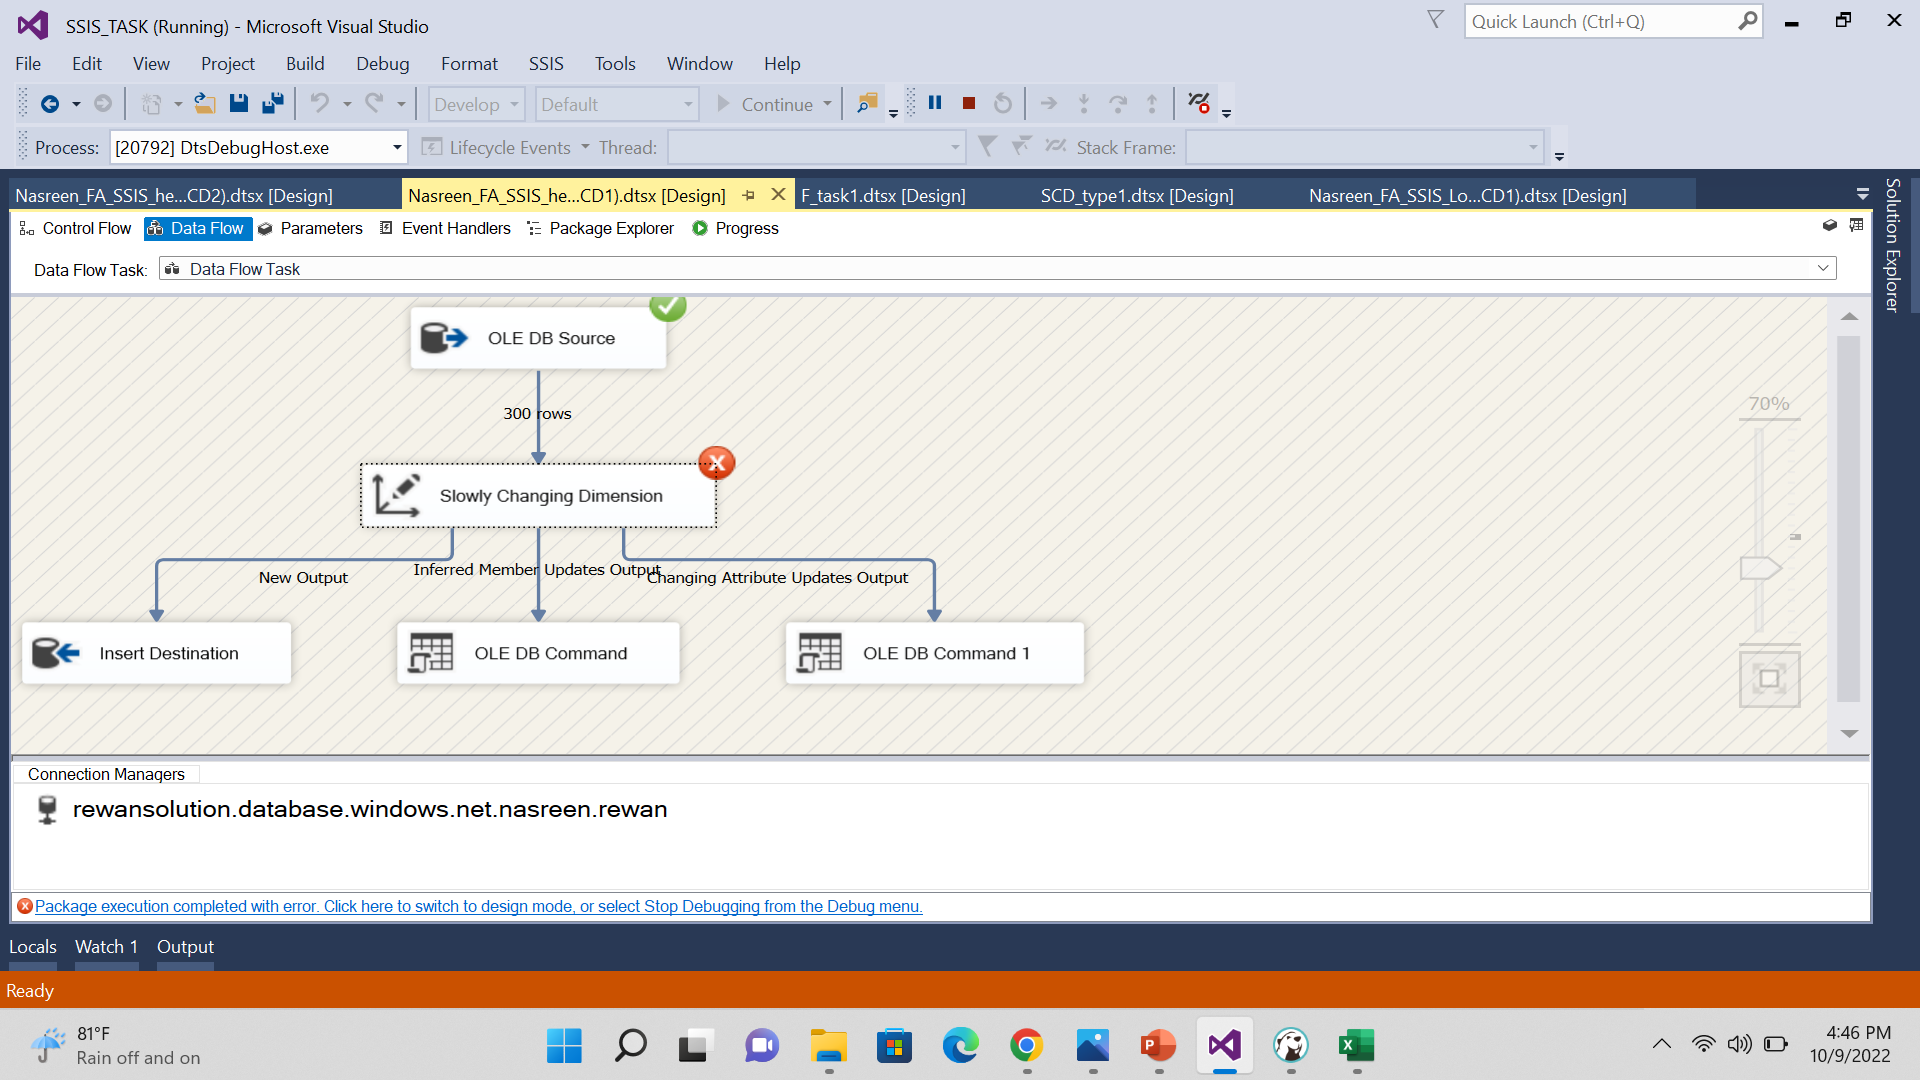 SSIS_TASK (Running) - Microsoft Visual Studio
Quick Launch (Ctrl+Q)
File Edit View Project Build Debug Format SSIS Tools Window Help
Develop Default Continue
Process: [20792] DtsDebugHost.exe Lifecycle Events Thread: Stack Frame:
Nasreen_FA_SSIS_he...CD2).dtsx [Design] Nasreen_FA_SSIS_he...CD1).dtsx [Design] F_task1.dtsx [Design] SCD_type1.dtsx [Design] Nasreen_FA_SSIS_Lo...CD1).dtsx [Design]
Solution Explorer
Control Flow Data Flow Parameters Event Handlers Package Explorer Progress
Data Flow Task: Data Flow Task
OLE DB Source
300 rows
70%
Slowly Changing Dimension
New Output Inferred Member Updates Output Changing Attribute Updates Output
Insert Destination OLE DB Command OLE DB Command 1
Connection Managers
rewansolution.database.windows.net.nasreen.rewan
Package execution completed with error. Click here to switch to design mode, or select Stop Debugging from the Debug menu.
Locals Watch 1 Output
Ready
81°F
Rain off and on
4:46 PM
10/9/2022